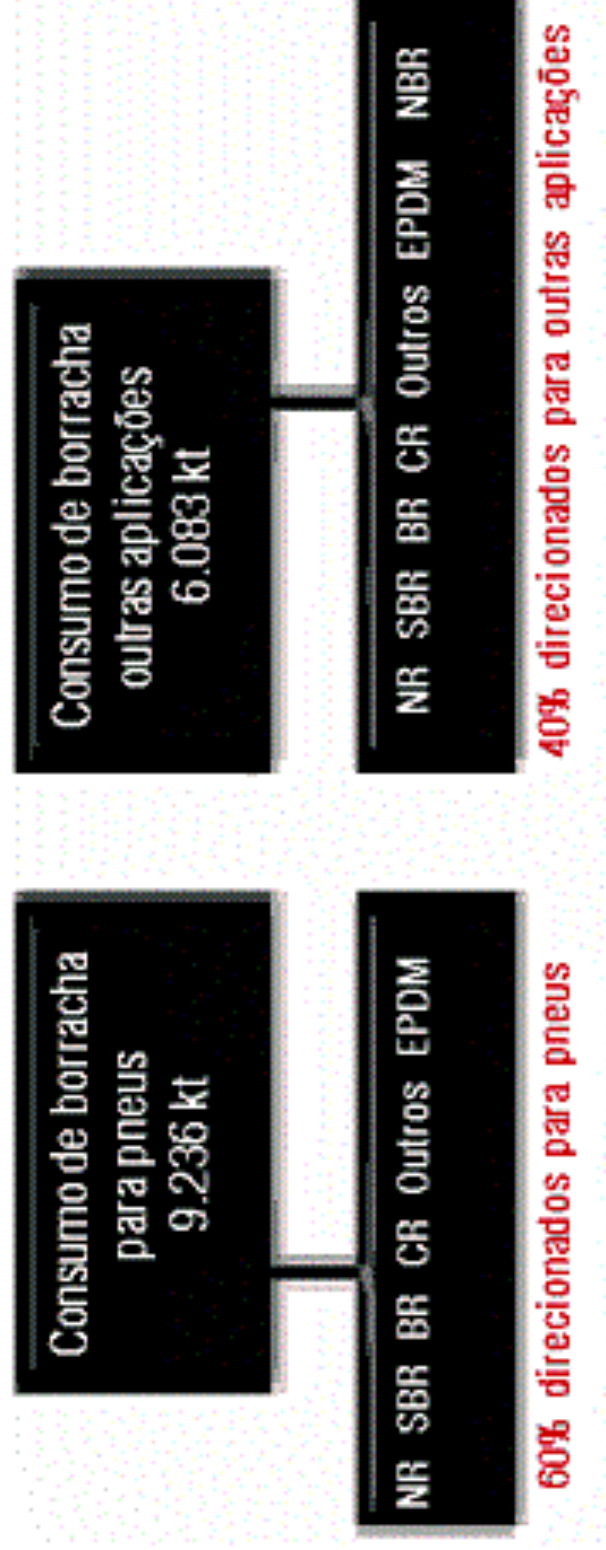 Consumo de borracha
para pneus
9.236 kt
NR SBR BR CR Outros EPDM
60% direcionados para pneus
Consumo de borracha
outras aplicações
6.083 kt
NR SBR BR CR Outros EPDM NBR
40% direcionados para outras aplicações